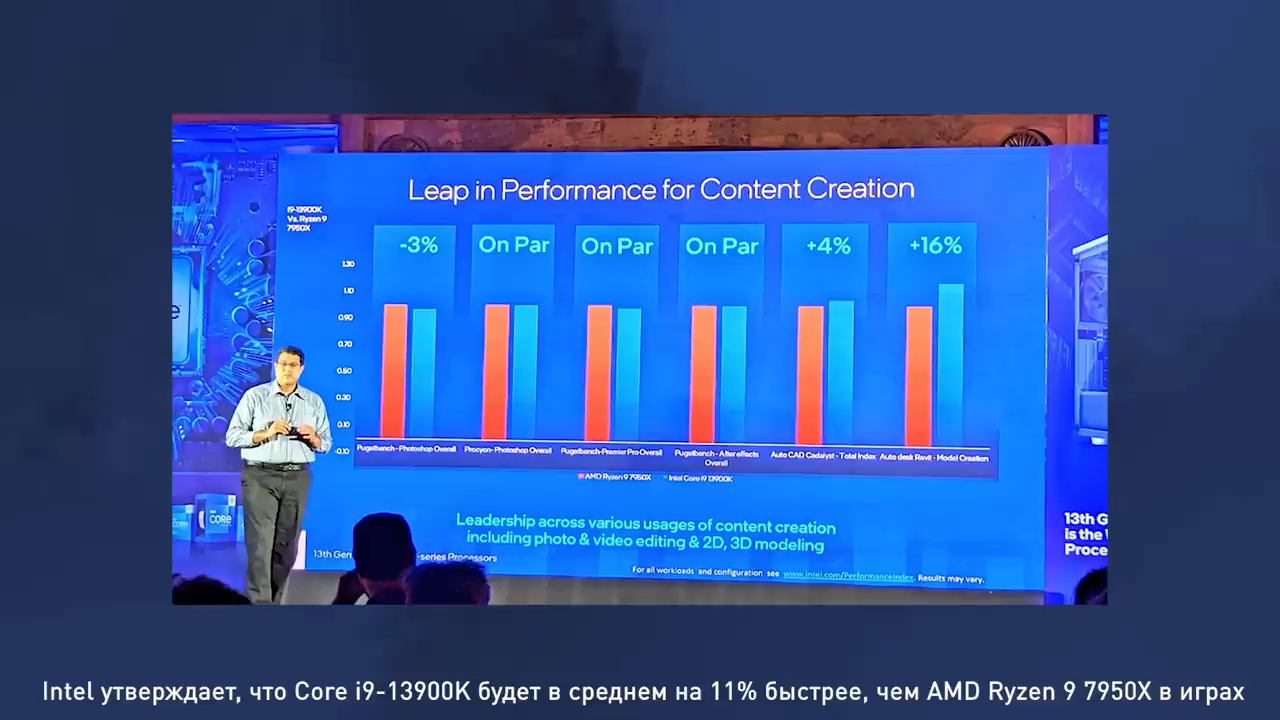 Leap in Performance for Content Creation
i9-13900K
Vs. Ryzen 9
7950X
-3%
On Par
On Par
On Par
+4%
+16%
1.30
1.10
0.90
0.70
0.50
0.30
0.10
-0.10
Pugetbench - Photoshop Overall
Procyon - Photoshop Overall
Pugetbench-Premier Pro Overall
Pugetbench - After effects
Overall
Auto CAD Cadalyst - Total Index
Auto desk Revit - Model Creation
AMD Ryzen 9 7950X
Intel Core i9 13900K
Leadership across various usages of content creation
including photo & video editing & 2D, 3D modeling
13th Gen
-series Processors
For all workloads and configuration see www.intel.com/PerformanceIndex. Results may vary.
CORE
13th G
Is the
Proce
Intel утверждает, что Core i9-13900K будет в среднем на 11% быстрее, чем AMD Ryzen 9 7950X в играх